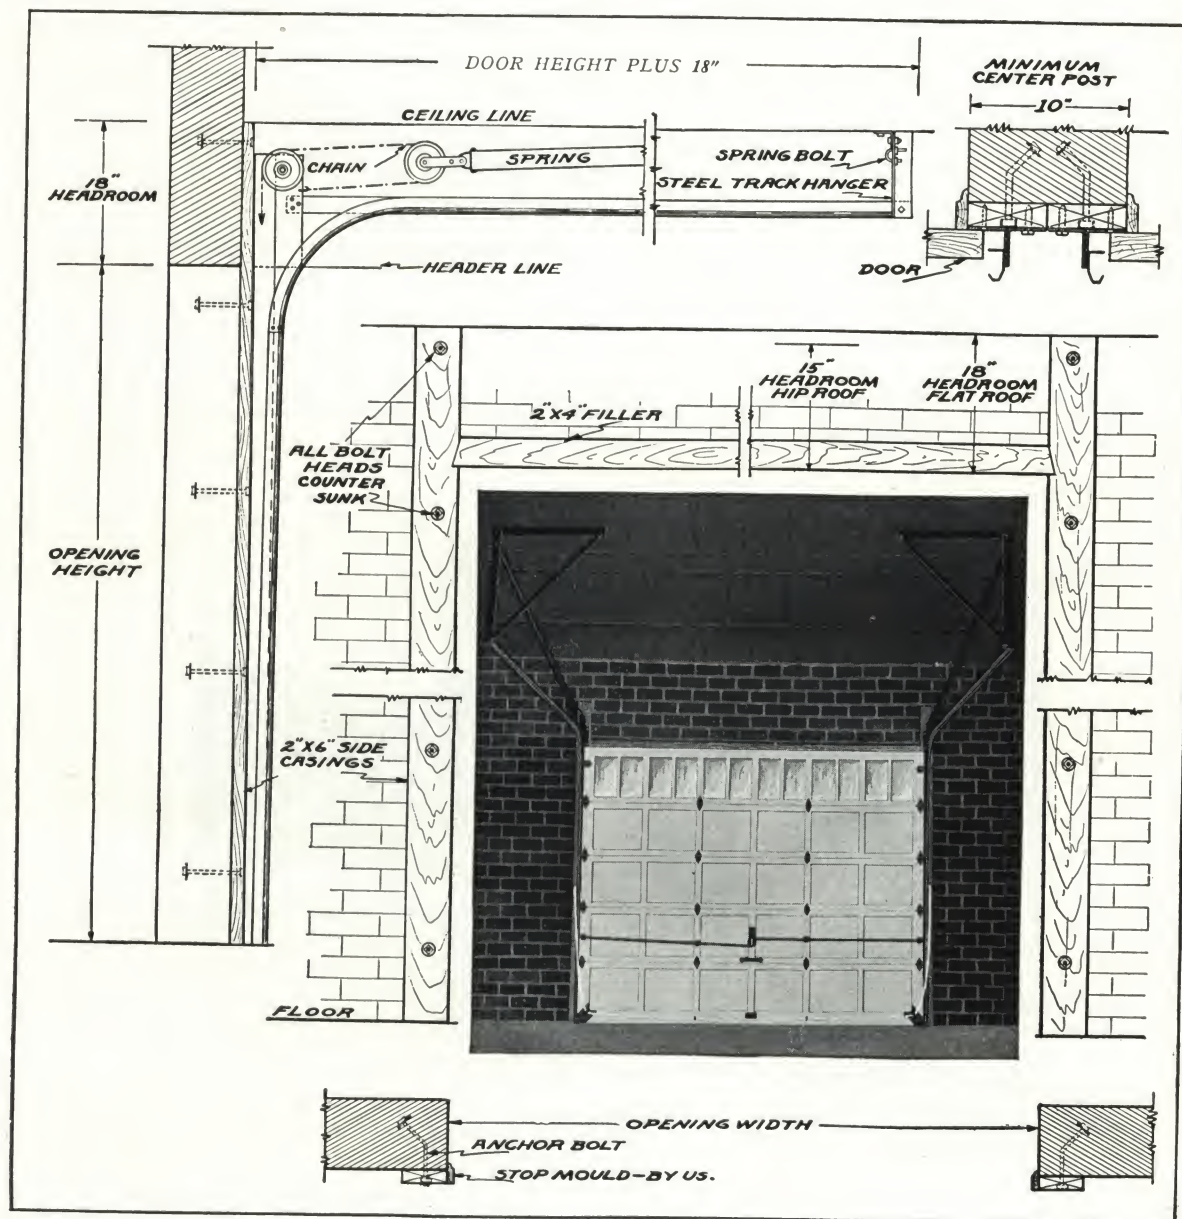 DOOR HEIGHT PLUS 18"
MINIMUM
CENTER POST
10"
CEILING LINE
CHAIN
SPRING
SPRING BOLT
STEEL TRACK HANGER
18"
HEADROOM
HEADER LINE
DOOR
15"
HEADROOM
HIP ROOF
18"
HEADROOM
FLAT ROOF
2"X4" FILLER
ALL BOLT
HEADS
COUNTER
SUNK
OPENING
HEIGHT
2"X6" SIDE
CASINGS
FLOOR
OPENING WIDTH
ANCHOR BOLT
STOP MOULD-BY US.